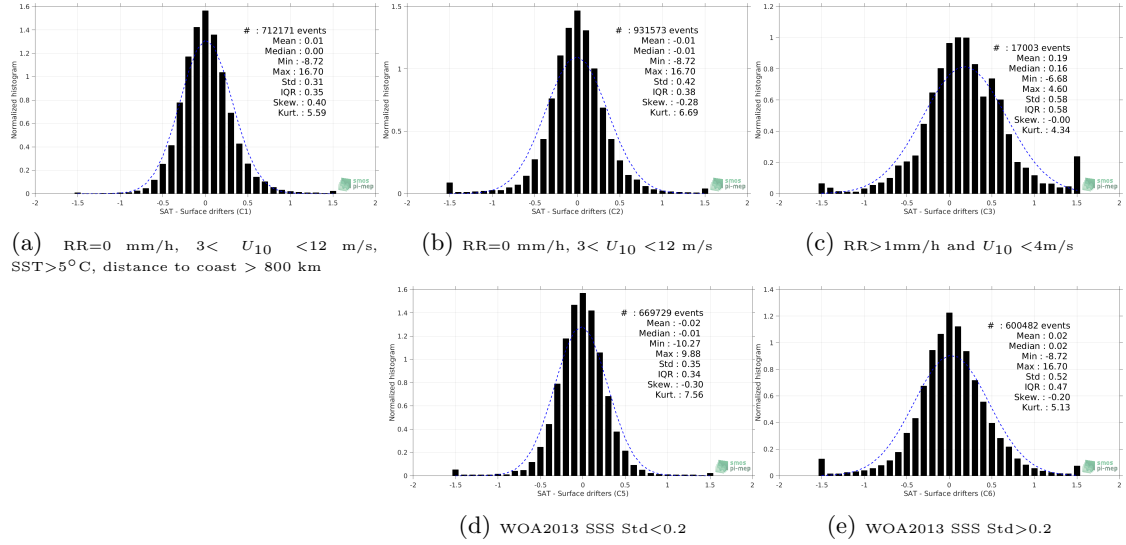 1.6
1.4
1.2
1
0.8
0.6
0.4
0.2
0
Normalized histogram
# : 712171 events
Mean : 0.01
Median : 0.00
Min : -8.72
Max : 16.70
Std : 0.31
IQR : 0.35
Skew. : 0.40
Kurt. : 5.59
smos
pi-mep
-2 -1.5 -1 -0.5 0 0.5 1 1.5 2
SAT - Surface drifters (C1)
(a) RR=0 mm/h, 3< U10 <12 m/s,
SST>5°C, distance to coast > 800 km
1.5
1
0.5
0
Normalized histogram
# : 931573 events
Mean : -0.01
Median : -0.01
Min : -8.72
Max : 16.70
Std : 0.42
IQR : 0.38
Skew. : -0.28
Kurt. : 6.69
smos
pi-mep
-2 -1.5 -1 -0.5 0 0.5 1 1.5 2
SAT - Surface drifters (C2)
(b) RR=0 mm/h, 3< U10 <12 m/s
1.2
1
0.8
0.6
0.4
0.2
0
Normalized histogram
# : 17003 events
Mean : 0.19
Median : 0.16
Min : -6.68
Max : 4.60
Std : 0.58
IQR : 0.58
Skew. : -0.00
Kurt. : 4.34
smos
pi-mep
-2 -1.5 -1 -0.5 0 0.5 1 1.5 2
SAT - Surface drifters (C3)
(c) RR>1mm/h and U10 <4m/s
1.6
1.4
1.2
1
0.8
0.6
0.4
0.2
0
Normalized histogram
# : 669729 events
Mean : -0.02
Median : -0.01
Min : -10.27
Max : 9.88
Std : 0.35
IQR : 0.34
Skew. : -0.30
Kurt. : 7.56
smos
pi-mep
-2 -1.5 -1 -0.5 0 0.5 1 1.5 2
SAT - Surface drifters (C5)
(d) WOA2013 SSS Std<0.2
1.4
1.2
1
0.8
0.6
0.4
0.2
0
Normalized histogram
# : 600482 events
Mean : 0.02
Median : 0.02
Min : -8.72
Max : 16.70
Std : 0.52
IQR : 0.47
Skew. : -0.20
Kurt. : 5.13
smos
pi-mep
-2 -1.5 -1 -0.5 0 0.5 1 1.5 2
SAT - Surface drifters (C6)
(e) WOA2013 SSS Std>0.2